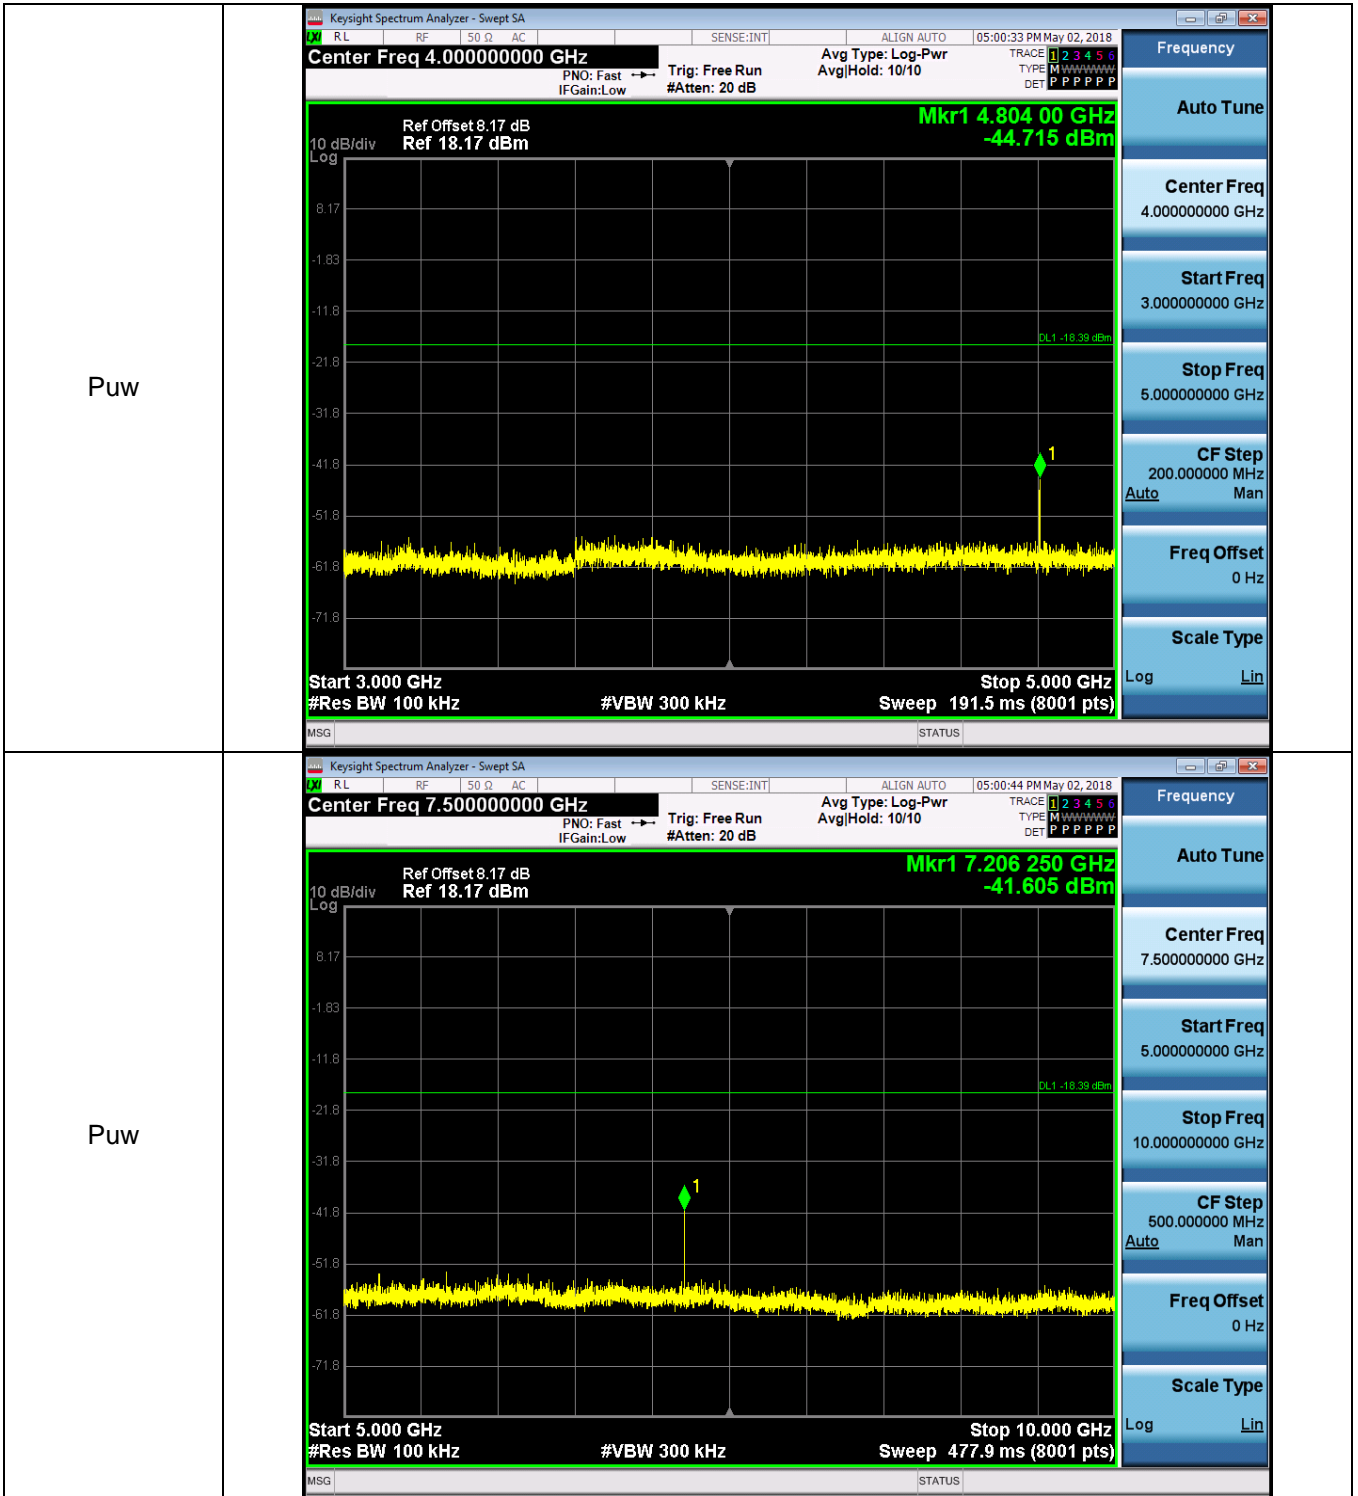 Puw
Keysight Spectrum Analyzer - Swept SA
LXI RL RF 50 Ω AC SENSE:INT ALIGN AUTO 05:00:33 PM May 02, 2018
Center Freq 4.000000000 GHz
PNO: Fast
IFGain:Low
Trig: Free Run
#Atten: 20 dB
Avg Type: Log-Pwr
Avg|Hold: 10/10
TRACE 1 2 3 4 5 6
TYPE M WWWWW
DET P P P P P P
Mkr1 4.804 00 GHz
-44.715 dBm
Ref Offset 8.17 dB
10 dB/div Ref 18.17 dBm
Log
8.17
-1.83
-11.8
DL1 -18.39 dBm
-21.8
-31.8
-41.8
1
-51.8
-61.8
-71.8
Start 3.000 GHz
Stop 5.000 GHz
#Res BW 100 kHz
#VBW 300 kHz
Sweep 191.5 ms (8001 pts)
MSG
STATUS
Frequency
Auto Tune
Center Freq
4.000000000 GHz
Start Freq
3.000000000 GHz
Stop Freq
5.000000000 GHz
CF Step
200.000000 MHz
Auto Man
Freq Offset
0 Hz
Scale Type
Log Lin
Puw
Keysight Spectrum Analyzer - Swept SA
LXI RL RF 50 Ω AC SENSE:INT ALIGN AUTO 05:00:44 PM May 02, 2018
Center Freq 7.500000000 GHz
PNO: Fast
IFGain:Low
Trig: Free Run
#Atten: 20 dB
Avg Type: Log-Pwr
Avg|Hold: 10/10
TRACE 1 2 3 4 5 6
TYPE M WWWWW
DET P P P P P P
Mkr1 7.206 250 GHz
-41.605 dBm
Ref Offset 8.17 dB
10 dB/div Ref 18.17 dBm
Log
8.17
-1.83
-11.8
DL1 -18.39 dBm
-21.8
-31.8
1
-41.8
-51.8
-61.8
-71.8
Start 5.000 GHz
Stop 10.000 GHz
#Res BW 100 kHz
#VBW 300 kHz
Sweep 477.9 ms (8001 pts)
MSG
STATUS
Frequency
Auto Tune
Center Freq
7.500000000 GHz
Start Freq
5.000000000 GHz
Stop Freq
10.000000000 GHz
CF Step
500.000000 MHz
Auto Man
Freq Offset
0 Hz
Scale Type
Log Lin